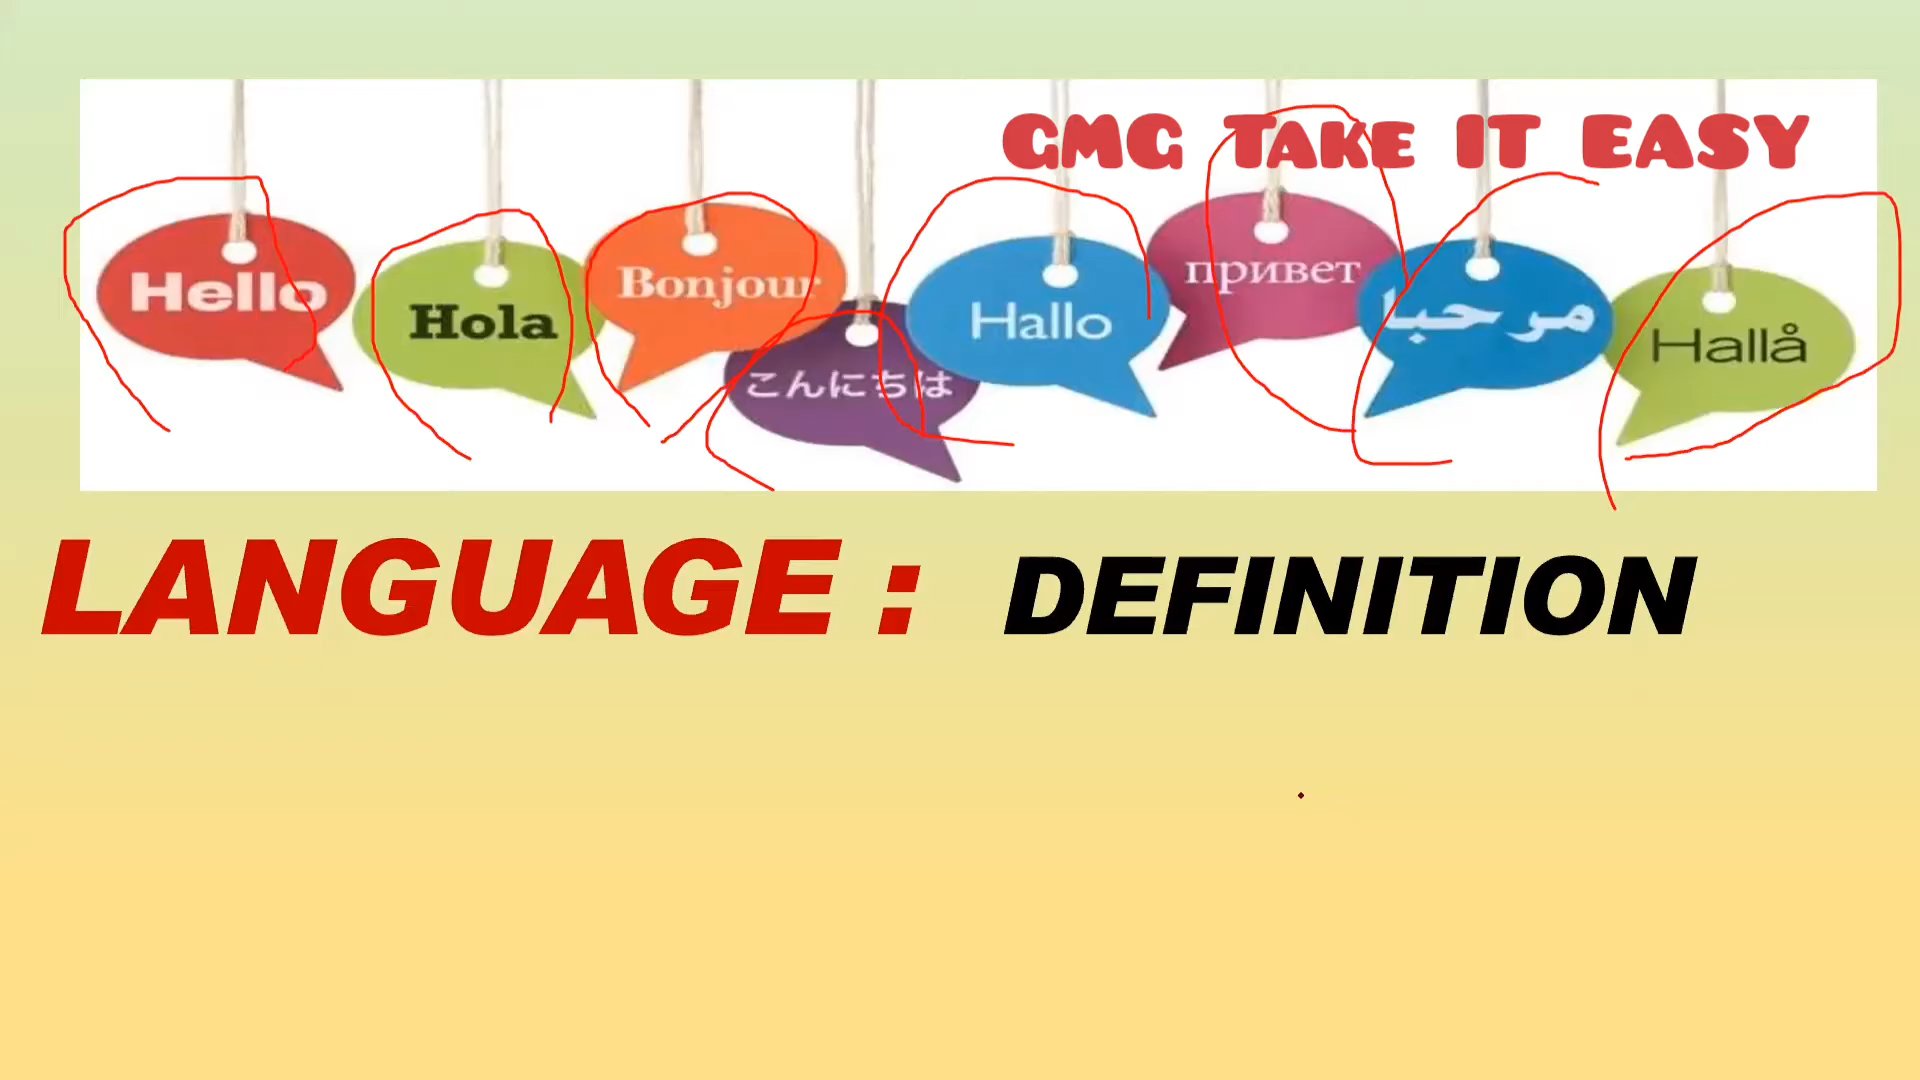 GMG TAKE IT EASY
Hello
Hola
Bonjour
こんにちは
Hallo
привет
مرحبا
Hallå
LANGUAGE : DEFINITION